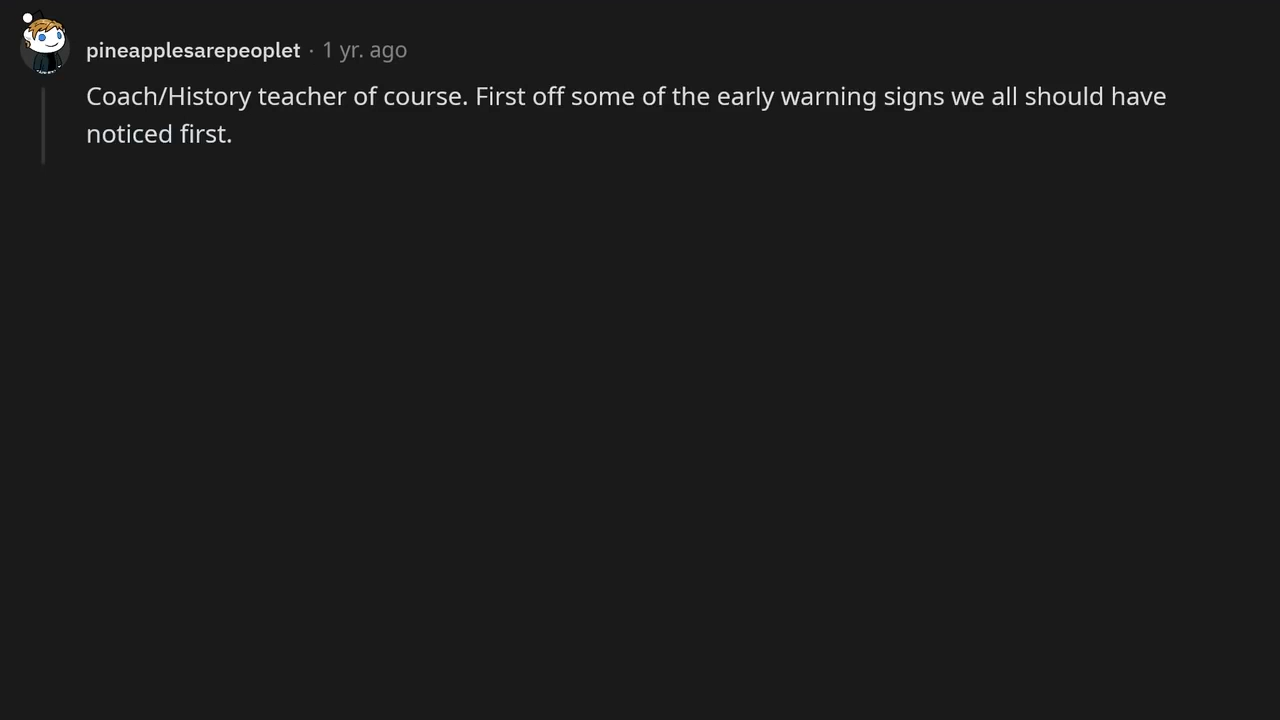 pineapplesarepeoplet · 1 yr. ago
Coach/History teacher of course. First off some of the early warning signs we all should have
noticed first.